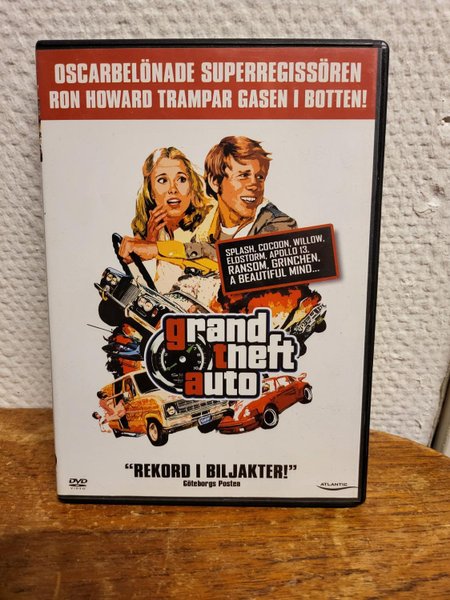 OSCARBELÖNADE SUPERREGISSÖREN
RON HOWARD TRAMPAR GASEN I BOTTEN!
SPLASH, COCOON, WILLOW,
ELDSTORM, APOLLO 13,
RANSOM, GRINCHEN,
A BEAUTIFUL MIND...
grand
theft
auto
"REKORD I BILJAKTER!"
Göteborgs Posten
DVD
VIDEO
ATLANTIC